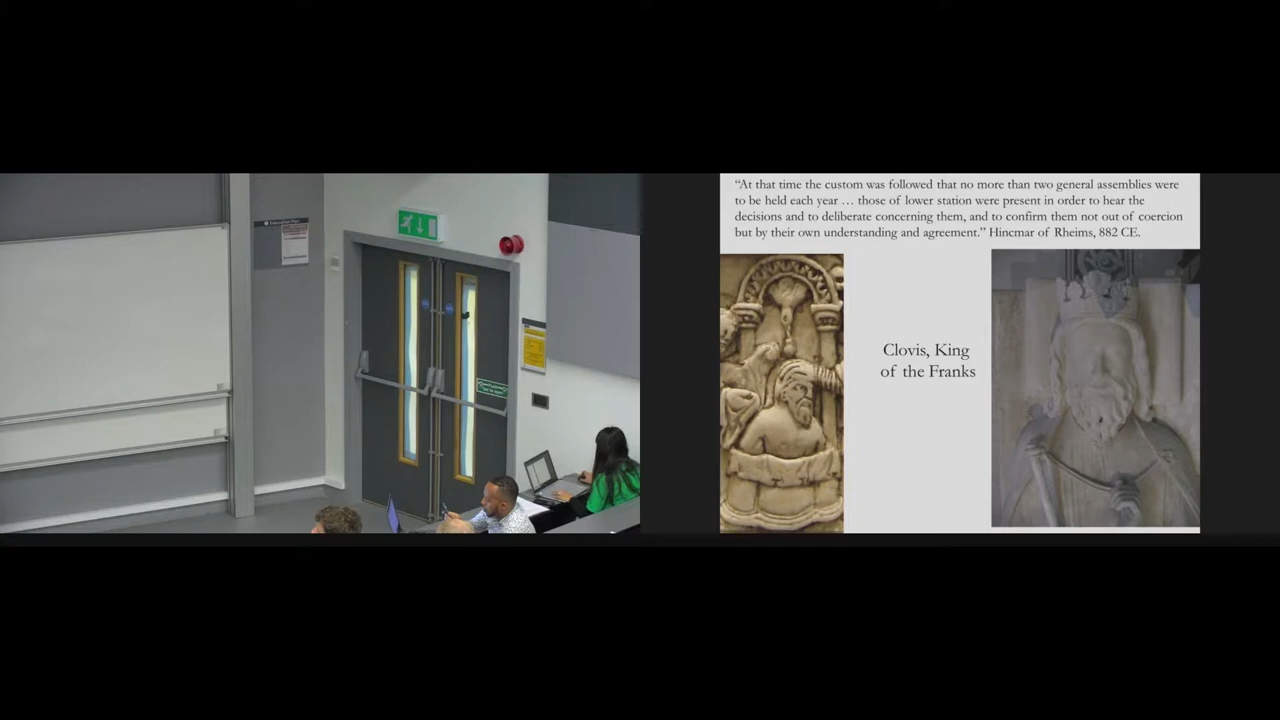 “At that time the custom was followed that no more than two general assemblies were
to be held each year … those of lower station were present in order to hear the
decisions and to deliberate concerning them, and to confirm them not out of coercion
but by their own understanding and agreement.” Hincmar of Rheims, 882 CE.
Clovis, King
of the Franks